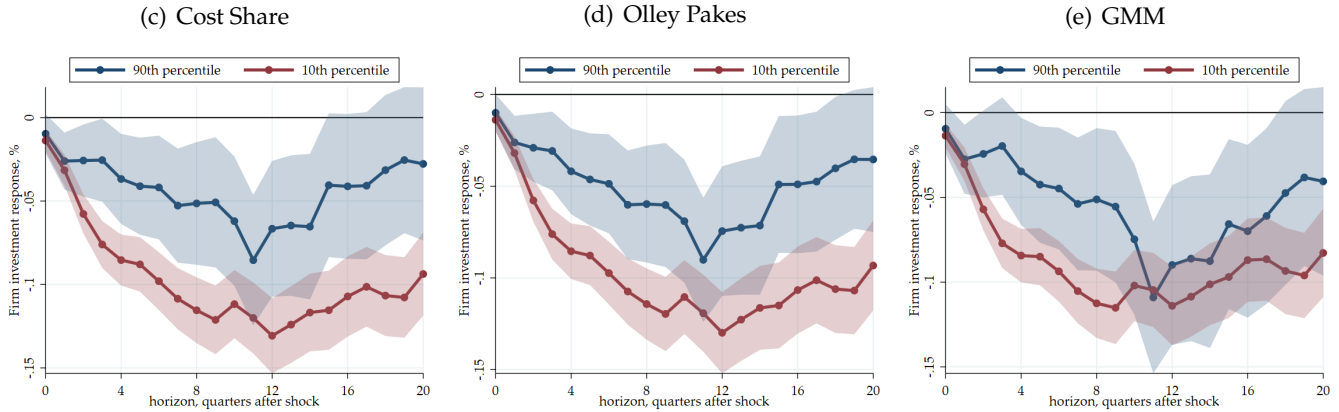 (c) Cost Share
90th percentile 10th percentile
Firm investment response, %
0
-.05
-.1
-.15
0 4 8 12 16 20
horizon, quarters after shock
(d) Olley Pakes
90th percentile 10th percentile
Firm investment response, %
0
-.05
-.1
-.15
0 4 8 12 16 20
horizon, quarters after shock
(e) GMM
90th percentile 10th percentile
Firm investment response, %
0
-.05
-.1
-.15
0 4 8 12 16 20
horizon, quarters after shock